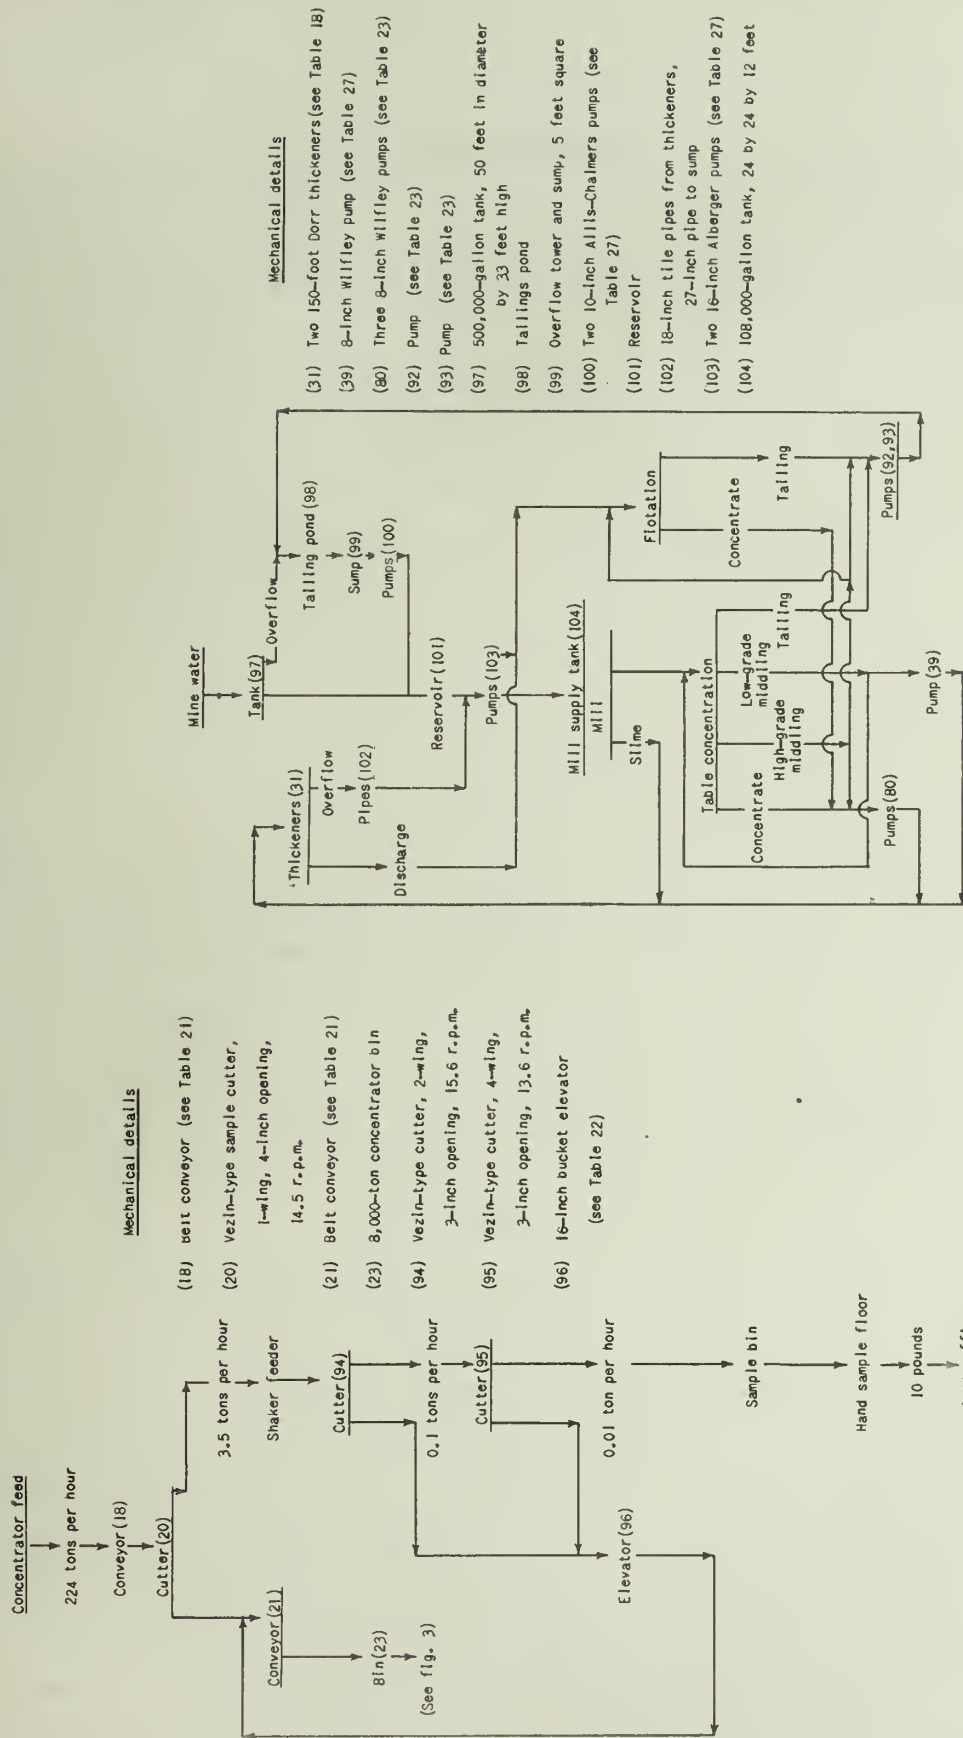 Concentrator feed
224 tons per hour
Conveyor (18)
Cutter (20)
3.5 tons per hour
Shaker feeder
Conveyor (21)
Cutter (94)
Bin (23)
(See fig. 3)
0.1 tons per hour
Cutter (95)
0.01 ton per hour
Elevator (96)
Sample bin
Hand sample floor
10 pounds
Mechanical details
(18) Belt conveyor (see Table 21)
(20) Vezin-type sample cutter,
1-wing, 4-inch opening,
14.5 r.p.m.
(21) Belt conveyor (see Table 21)
(23) 8,000-ton concentrator bin
(94) Vezin-type cutter, 2-wing,
3-inch opening, 15.6 r.p.m.
(95) Vezin-type cutter, 4-wing,
3-inch opening, 13.6 r.p.m.
(96) 16-inch bucket elevator
(see Table 22)
Mine water
Tank (97)
Overflow
Thickeners (31)
Tailing pond (98)
Overflow
Sump (99)
Pipes (102)
Pumps (100)
Discharge
Reservoir (101)
Pumps (103)
Mill supply tank (104)
Mill
Slime
Flotation
Concentrate
Tailing
Table concentration
Concentrate
High-grade
middling
Low-grade
middling
Tailing
Pumps (80)
Pumps (92,93)
Pump (39)
Mechanical details
(31) Two 150-foot Dorr thickeners (see Table 18)
(39) 8-inch Wilfley pump (see Table 27)
(80) Three 8-inch Wilfley pumps (see Table 23)
(92) Pump (see Table 23)
(93) Pump (see Table 23)
(97) 500,000-gallon tank, 50 feet in diameter
by 33 feet high
(98) Tailings pond
(99) Overflow tower and sump, 5 feet square
(100) Two 10-inch Allis-Chalmers pumps (see
Table 27)
(101) Reservoir
(102) 18-inch tile pipes from thickeners,
27-inch pipe to sump
(103) Two 16-inch Alberger pumps (see Table 27)
(104) 108,000-gallon tank, 24 by 24 by 12 feet